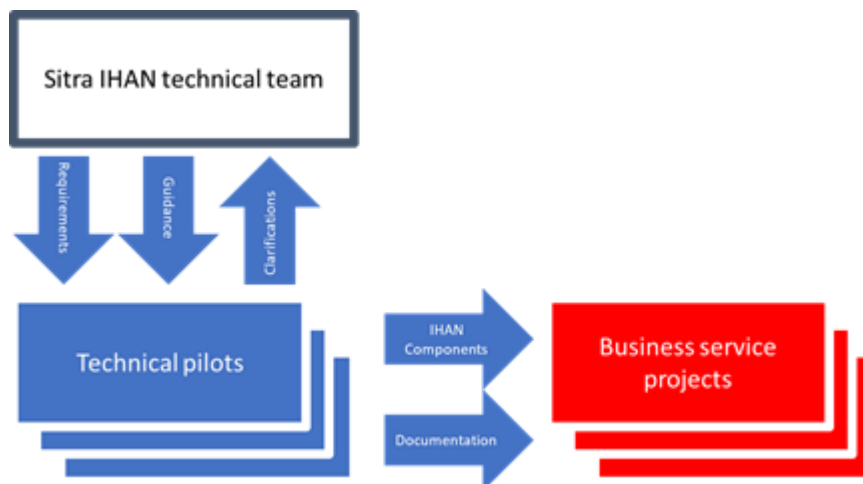 Sitra IHAN technical team
Requirements
Guidance
Clarifications
Technical pilots
IHAN
Components
Documentation
Business service
projects